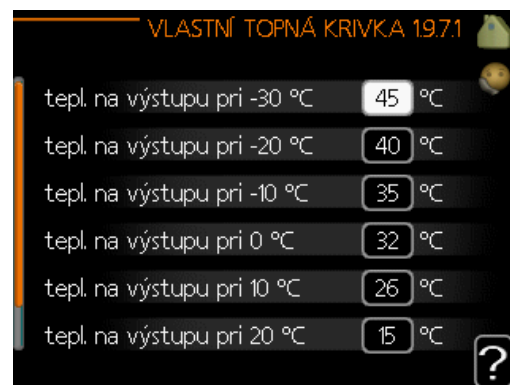 VLASTNÍ TOPNÁ KRIVKA 1.9.7.1
tepl. na výstupu pri -30 °C 45 °C
tepl. na výstupu pri -20 °C 40 °C
tepl. na výstupu pri -10 °C 35 °C
tepl. na výstupu pri 0 °C 32 °C
tepl. na výstupu pri 10 °C 26 °C
tepl. na výstupu pri 20 °C 15 °C
?